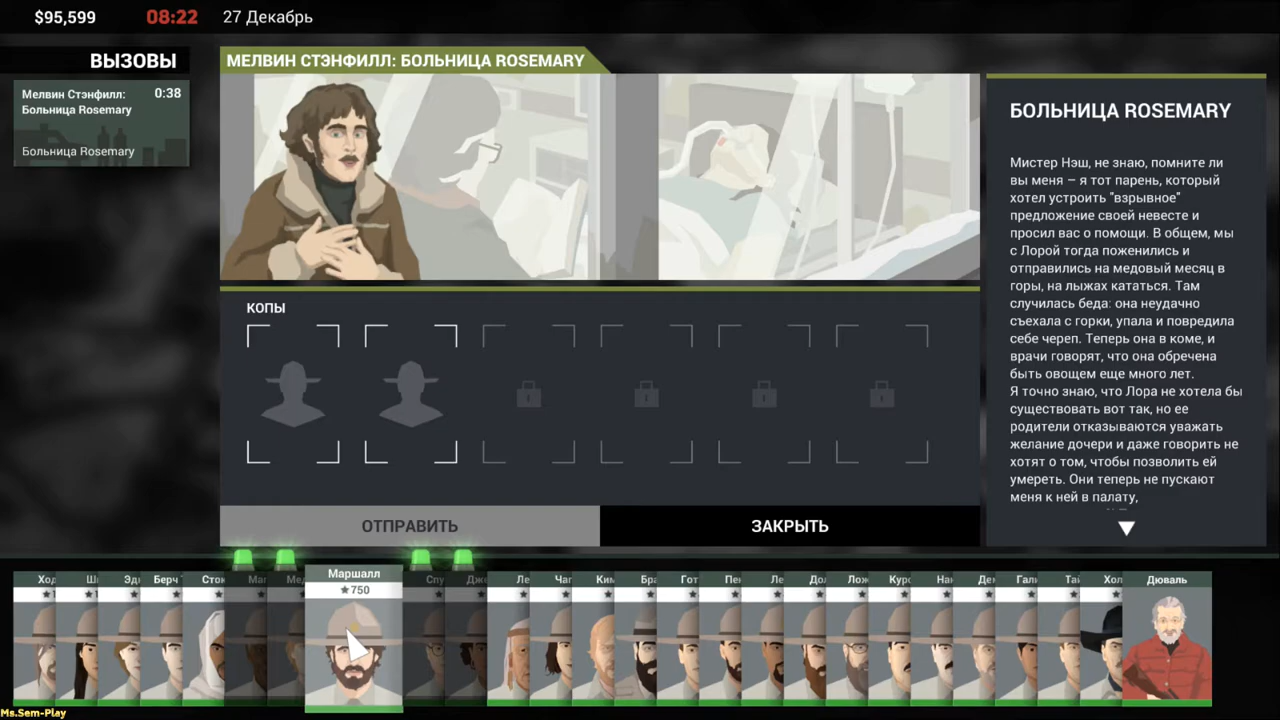 $95,599
08:22
27 Декабрь
ВЫЗОВЫ
Мелвин Стэнфилл:
Больница Rosemary
0:38
Больница Rosemary
МЕЛВИН СТЭНФИЛЛ: БОЛЬНИЦА ROSEMARY
КОПЫ
ОТПРАВИТЬ
ЗАКРЫТЬ
БОЛЬНИЦА ROSEMARY
Мистер Нэш, не знаю, помните ли
вы меня – я тот парень, который
хотел устроить "взрывное"
предложение своей невесте и
просил вас о помощи. В общем, мы
с Лорой тогда поженились и
отправились на медовый месяц в
горы, на лыжах кататься. Там
случилась беда: она неудачно
съехала с горки, упала и повредила
себе череп. Теперь она в коме, и
врачи говорят, что она обречена
быть овощем еще много лет.
Я точно знаю, что Лора не хотела бы
существовать вот так, но ее
родители отказываются уважать
желание дочери и даже говорить не
хотят о том, чтобы позволить ей
умереть. Они теперь не пускают
меня к ней в палату,
Берч
Маршалл
★750
Дюваль
Ms.Sem-Play